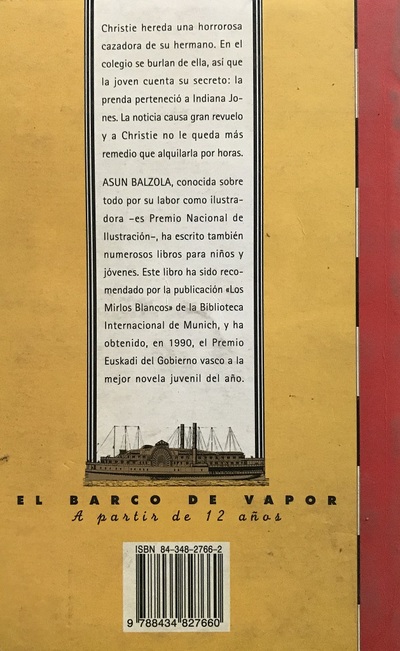 Christie hereda una horrorosa
cazadora de su hermano. En el
colegio se burlan de ella, así que
la joven cuenta su secreto: la
prenda perteneció a Indiana Jo-
nes. La noticia causa gran revuelo
y a Christie no le queda más
remedio que alquilarla por horas.
ASUN BALZOLA, conocida sobre
todo por su labor como ilustra-
dora –es Premio Nacional de
Ilustración–, ha escrito también
numerosos libros para niños y
jóvenes. Este libro ha sido reco-
mendado por la publicación «Los
Mirlos Blancos» de la Biblioteca
Internacional de Munich, y ha
obtenido, en 1990, el Premio
Euskadi del Gobierno vasco a la
mejor novela juvenil del año.
EL BARCO DE VAPOR
A partir de 12 años
ISBN 84-348-2766-2
9 788434 827660